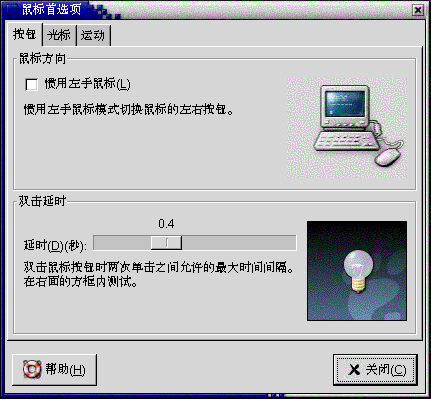 鼠标首选项
按钮 光标 运动
鼠标方向
惯用左手鼠标(L)
惯用左手鼠标模式切换鼠标的左右按钮。
双击延时
0.4
延时(D)(秒):
双击鼠标按钮时两次单击之间允许的最大时间间隔。
在右面的方框内测试。
帮助(H)
关闭(C)